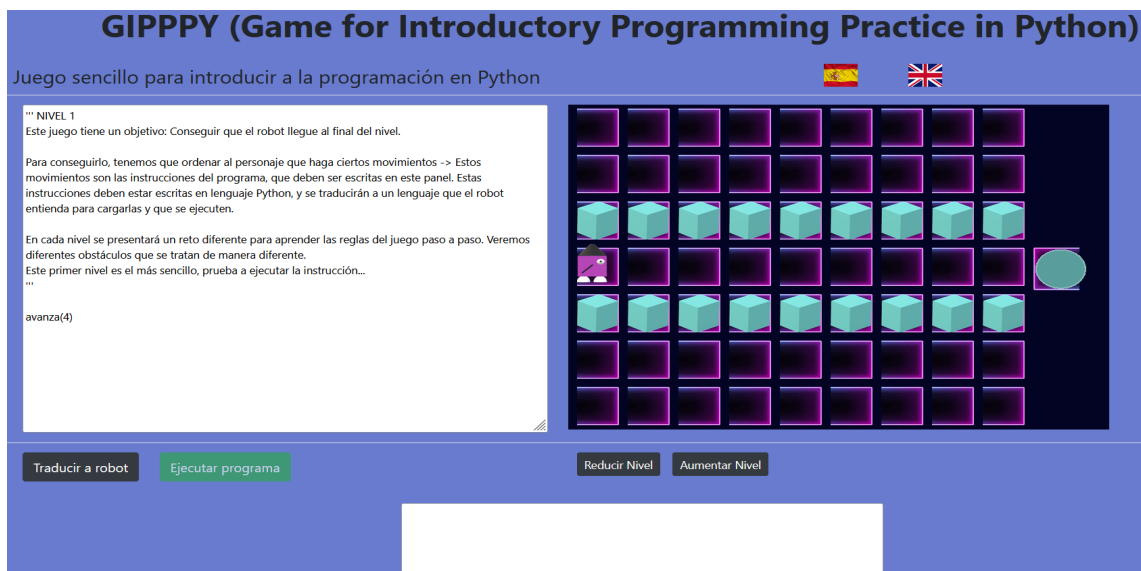 GIPPPY (Game for Introductory Programming Practice in Python)
Juego sencillo para introducir a la programación en Python
''' NIVEL 1
Este juego tiene un objetivo: Conseguir que el robot llegue al final del nivel.
Para conseguirlo, tenemos que ordenar al personaje que haga ciertos movimientos -> Estos
movimientos son las instrucciones del programa, que deben ser escritas en este panel. Estas
instrucciones deben estar escritas en lenguaje Python, y se traducirán a un lenguaje que el robot
entienda para cargarlas y que se ejecuten.
En cada nivel se presentará un reto diferente para aprender las reglas del juego paso a paso. Veremos
diferentes obstáculos que se tratan de manera diferente.
Este primer nivel es el más sencillo, prueba a ejecutar la instrucción...
'''
avanza(4)
Traducir a robot
Ejecutar programa
Reducir Nivel
Aumentar Nivel